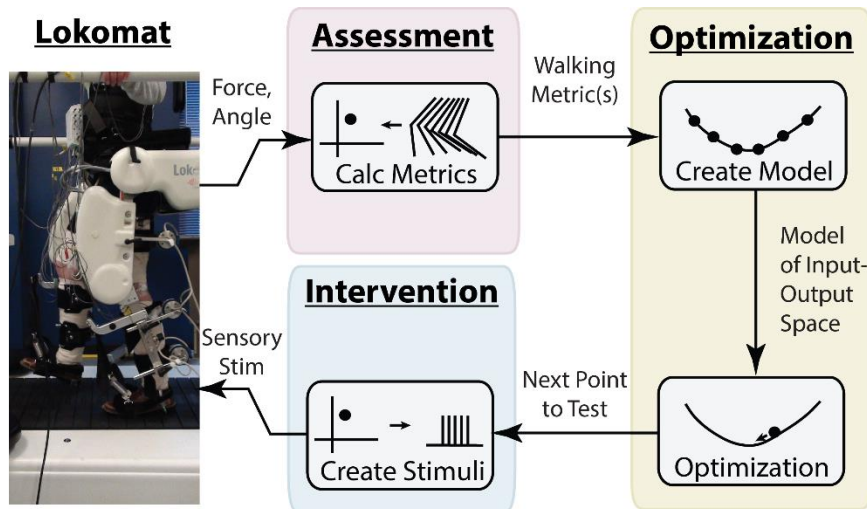 Lokomat
Force,
Angle
Sensory
Stim
Assessment
Calc Metrics
Walking
Metric(s)
Optimization
Create Model
Model
of Input-
Output
Space
Intervention
Create Stimuli
Next Point
to Test
Optimization